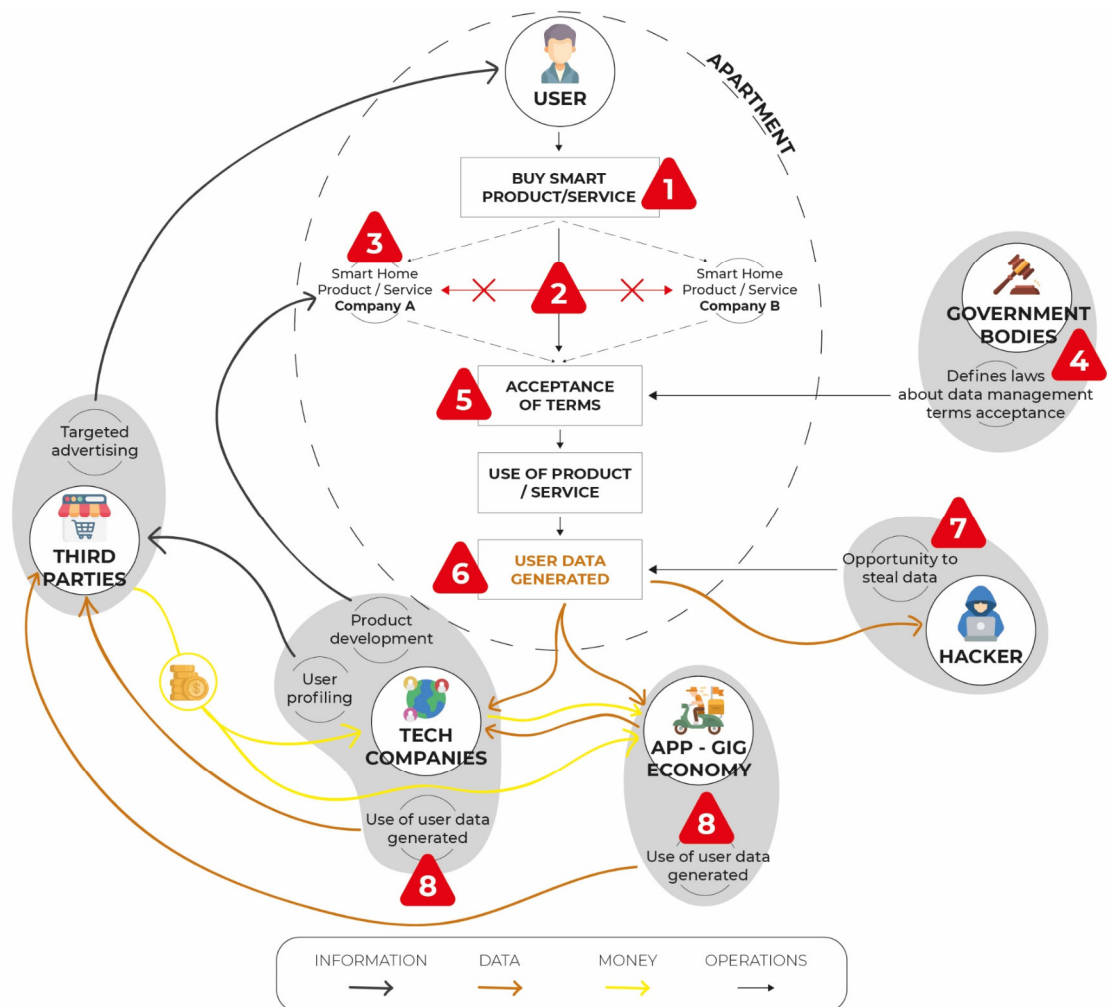 USER
APARTMENT
BUY SMART
PRODUCT/SERVICE
1
3
Smart Home
Product / Service
Company A
2
Smart Home
Product / Service
Company B
GOVERNMENT
BODIES
4
Defines laws
about data management
terms acceptance
5
ACCEPTANCE
OF TERMS
Targeted
advertising
USE OF PRODUCT
/ SERVICE
THIRD
PARTIES
6
USER DATA
GENERATED
7
Opportunity to
steal data
HACKER
Product
development
User
profiling
TECH
COMPANIES
APP - GIG
ECONOMY
Use of user data
generated
8
8
Use of user data
generated
INFORMATION
DATA
MONEY
OPERATIONS